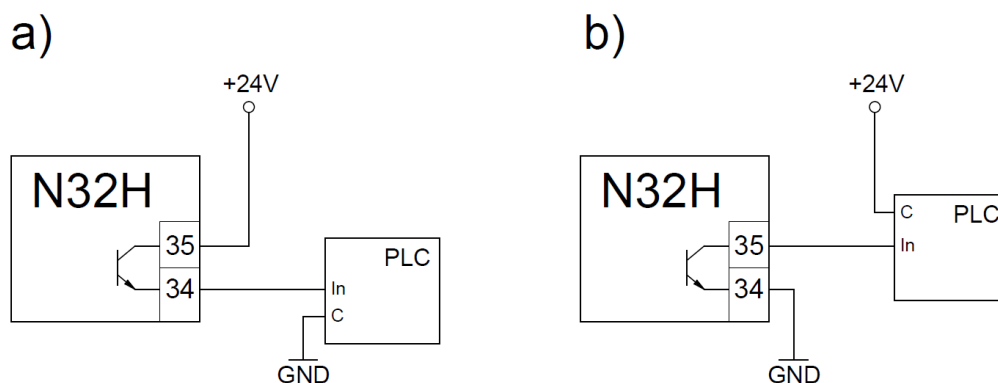 a)
+24V
N32H
35
34
PLC
In
C
GND
b)
+24V
N32H
35
34
C
PLC
In
GND